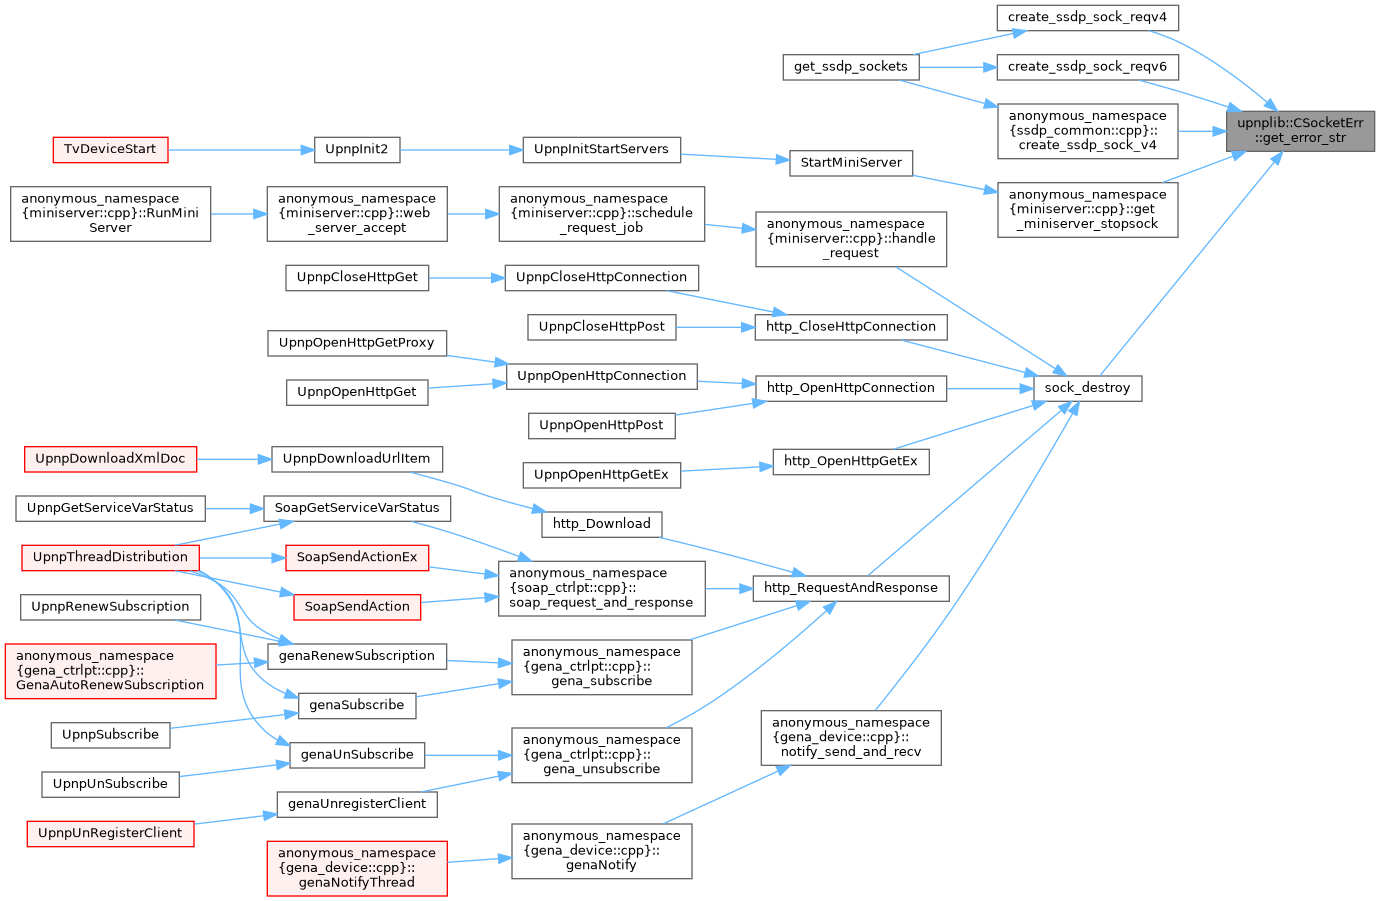 create_ssdp_sock_reqv4
get_ssdp_sockets
create_ssdp_sock_reqv6
anonymous_namespace
{ssdp_common::cpp}::
create_ssdp_sock_v4
upnplib::CSocketErr
::get_error_str
TvDeviceStart
UpnpInit2
UpnpInitStartServers
StartMiniServer
anonymous_namespace
{miniserver::cpp}::RunMini
Server
anonymous_namespace
{miniserver::cpp}::web
_server_accept
anonymous_namespace
{miniserver::cpp}::schedule
_request_job
anonymous_namespace
{miniserver::cpp}::handle
_request
anonymous_namespace
{miniserver::cpp}::get
_miniserver_stopsock
UpnpCloseHttpGet
UpnpCloseHttpConnection
UpnpCloseHttpPost
http_CloseHttpConnection
UpnpOpenHttpGetProxy
UpnpOpenHttpGet
UpnpOpenHttpConnection
http_OpenHttpConnection
sock_destroy
UpnpOpenHttpPost
UpnpOpenHttpGetEx
http_OpenHttpGetEx
UpnpDownloadXmlDoc
UpnpDownloadUrlItem
UpnpGetServiceVarStatus
SoapGetServiceVarStatus
http_Download
UpnpThreadDistribution
SoapSendActionEx
SoapSendAction
anonymous_namespace
{soap_ctrlpt::cpp}::
soap_request_and_response
http_RequestAndResponse
UpnpRenewSubscription
anonymous_namespace
{gena_ctrlpt::cpp}::
GenaAutoRenewSubscription
genaRenewSubscription
anonymous_namespace
{gena_ctrlpt::cpp}::
gena_subscribe
genaSubscribe
UpnpSubscribe
genaUnSubscribe
anonymous_namespace
{gena_ctrlpt::cpp}::
gena_unsubscribe
anonymous_namespace
{gena_device::cpp}::
notify_send_and_recv
UpnpUnSubscribe
genaUnregisterClient
UpnpUnRegisterClient
anonymous_namespace
{gena_device::cpp}::
genaNotifyThread
anonymous_namespace
{gena_device::cpp}::
genaNotify